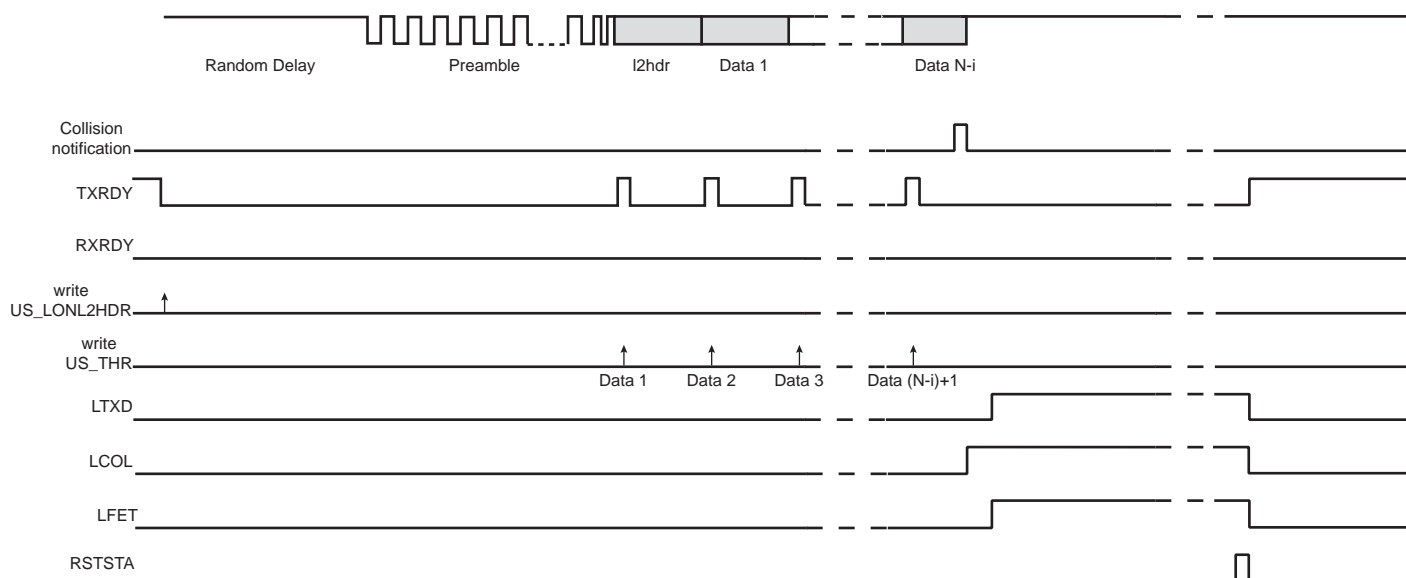 Random Delay Preamble l2hdr Data 1 Data N-i
Collision
notification
TXRDY
RXRDY
write
US_LONL2HDR
write
US_THR
Data 1 Data 2 Data 3 Data (N-i)+1
LTXD
LCOL
LFET
RSTSTA